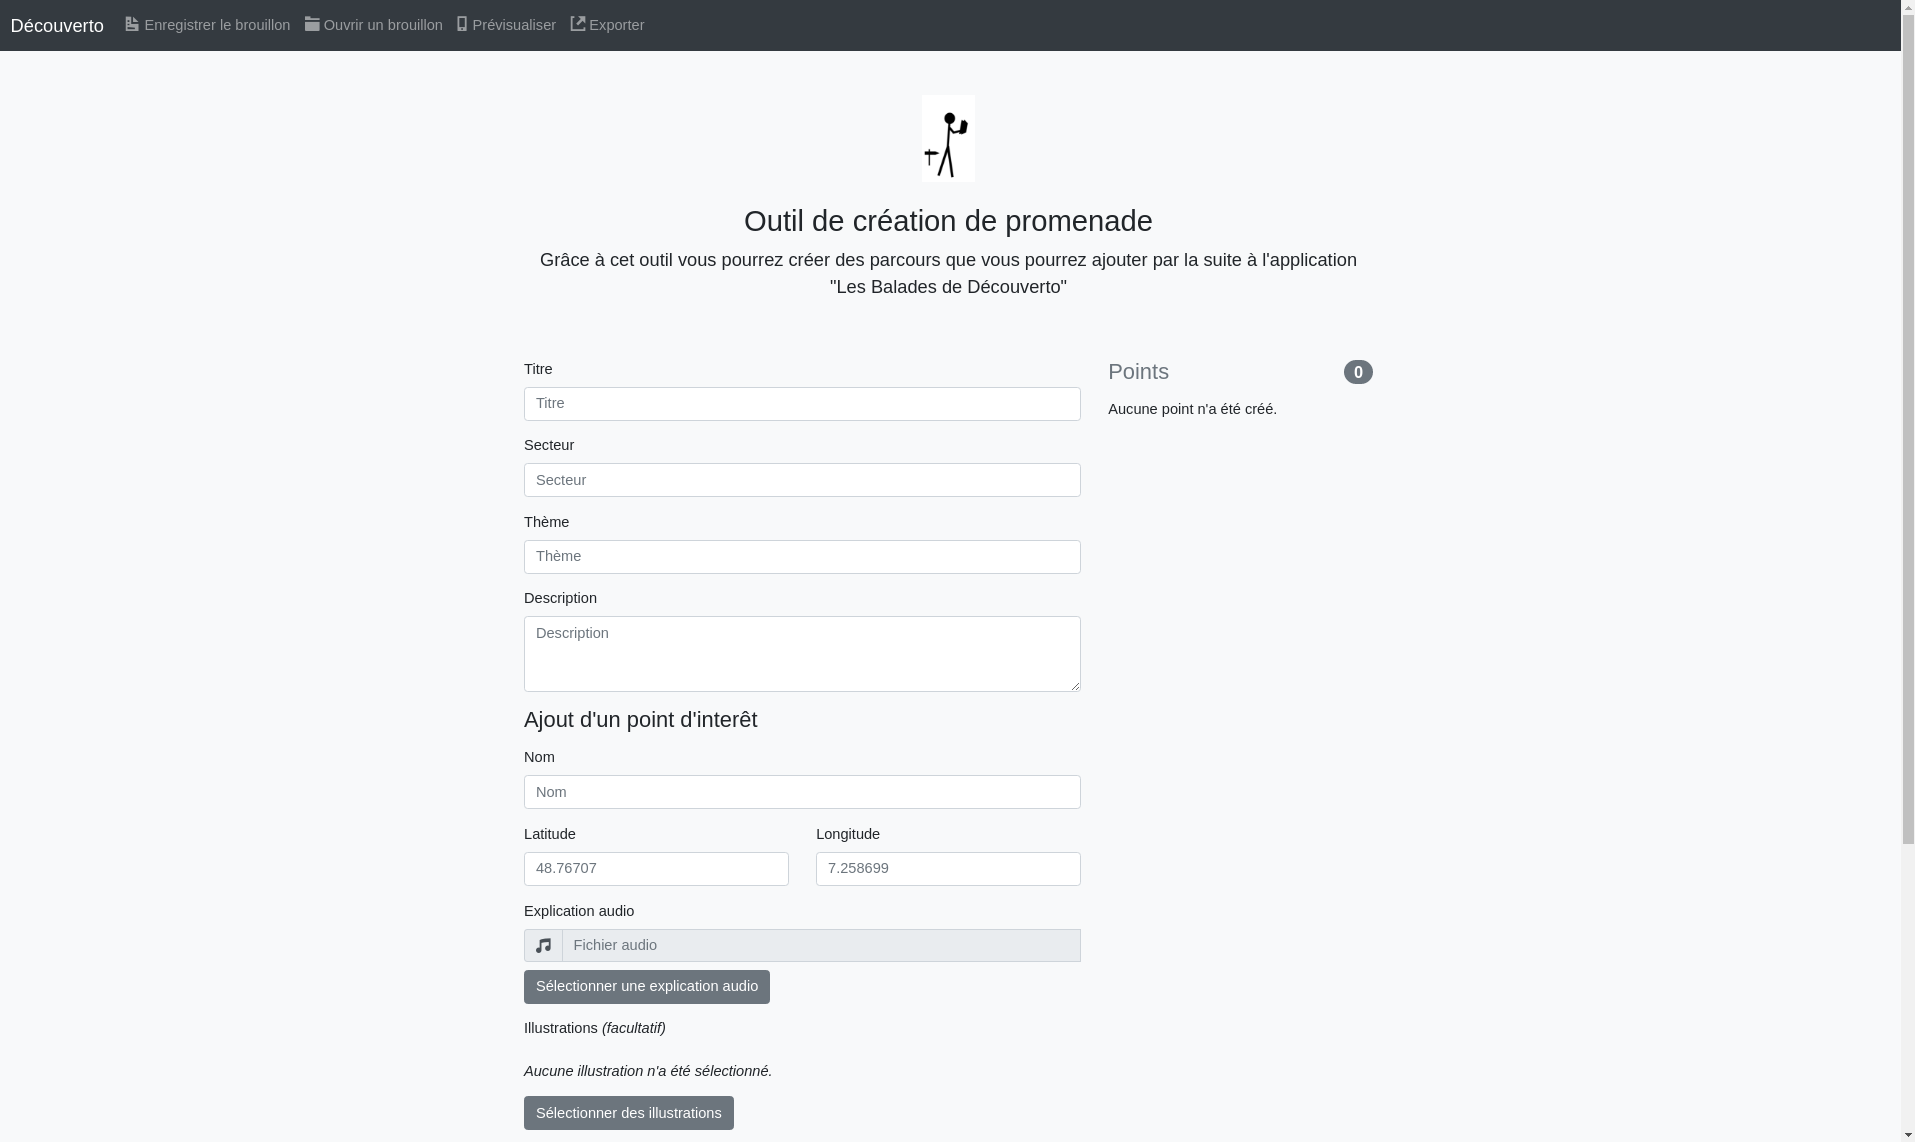 Découverto
Enregistrer le brouillon
Ouvrir un brouillon
Prévisualiser
Exporter
Outil de création de promenade
Grâce à cet outil vous pourrez créer des parcours que vous pourrez ajouter par la suite à l'application
"Les Balades de Découverto"
Titre
Titre
Secteur
Secteur
Thème
Thème
Description
Description
Ajout d'un point d'interêt
Nom
Nom
Latitude
Longitude
48.76707
7.258699
Explication audio
Fichier audio
Sélectionner une explication audio
Illustrations (facultatif)
Aucune illustration n'a été sélectionné.
Sélectionner des illustrations
Points
0
Aucune point n'a été créé.